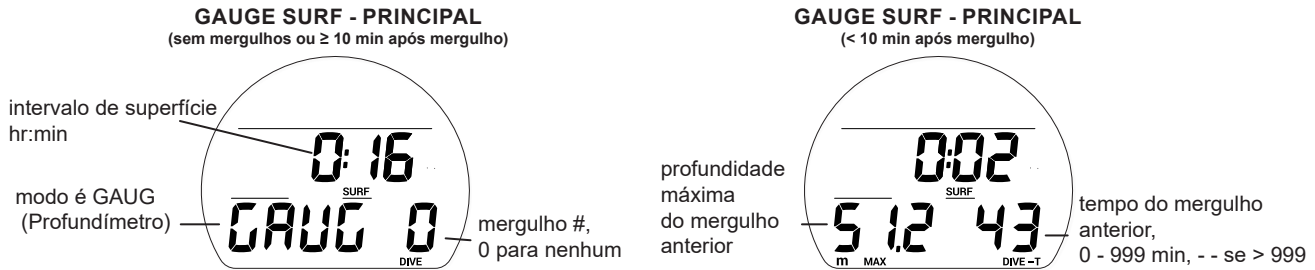 GAUGE SURF - PRINCIPAL
(sem mergulhos ou ≥ 10 min após mergulho)
intervalo de superfície
hr:min
0:16
SURF
modo é GAUG
(Profundímetro)
GAUG 0
DIVE
mergulho #,
0 para nenhum
GAUGE SURF - PRINCIPAL
(< 10 min após mergulho)
0:02
SURF
profundidade
máxima
do mergulho
anterior
51.2 43
m MAX DIVE-T
tempo do mergulho
anterior,
0 - 999 min, - - se > 999